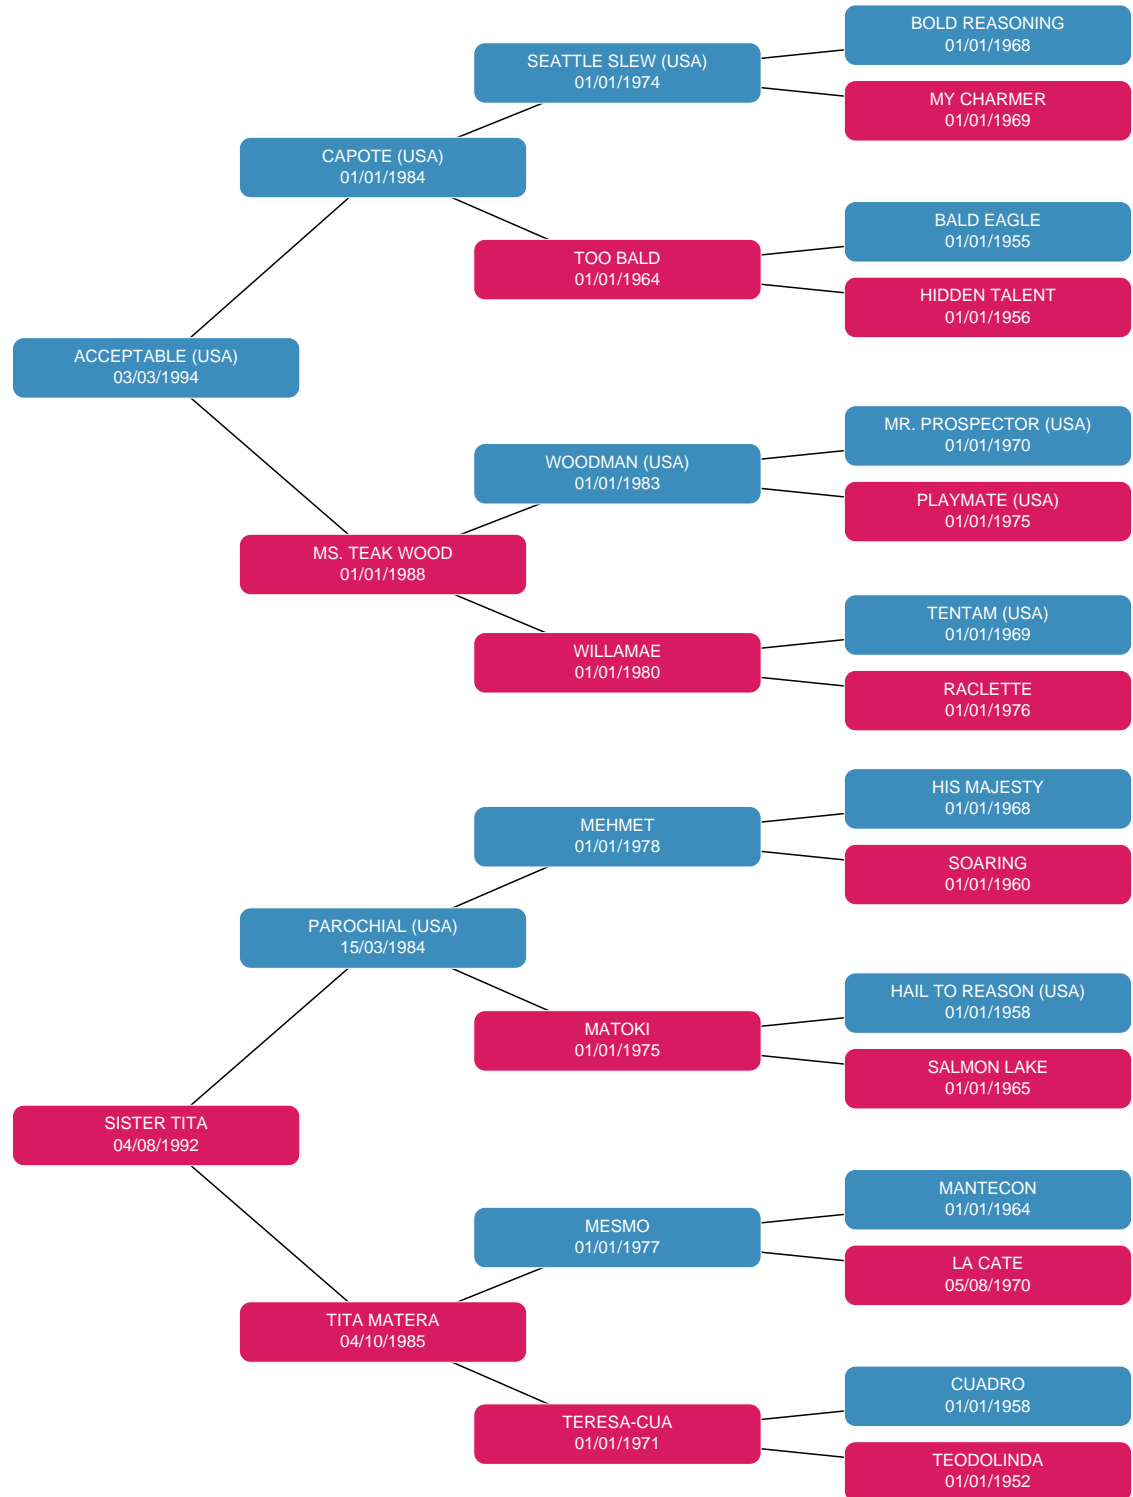 BOLD REASONING
01/01/1968
SEATTLE SLEW (USA)
01/01/1974
MY CHARMER
01/01/1969
CAPOTE (USA)
01/01/1984
BALD EAGLE
01/01/1955
TOO BALD
01/01/1964
HIDDEN TALENT
01/01/1956
ACCEPTABLE (USA)
03/03/1994
MR. PROSPECTOR (USA)
01/01/1970
WOODMAN (USA)
01/01/1983
PLAYMATE (USA)
01/01/1975
MS. TEAK WOOD
01/01/1988
TENTAM (USA)
01/01/1969
WILLAMAE
01/01/1980
RACLETTE
01/01/1976
HIS MAJESTY
01/01/1968
MEHMET
01/01/1978
SOARING
01/01/1960
PAROCHIAL (USA)
15/03/1984
HAIL TO REASON (USA)
01/01/1958
MATOKI
01/01/1975
SALMON LAKE
01/01/1965
SISTER TITA
04/08/1992
MANTECON
01/01/1964
MESMO
01/01/1977
LA CATE
05/08/1970
TITA MATERA
04/10/1985
CUADRO
01/01/1958
TERESA-CUA
01/01/1971
TEODOLINDA
01/01/1952